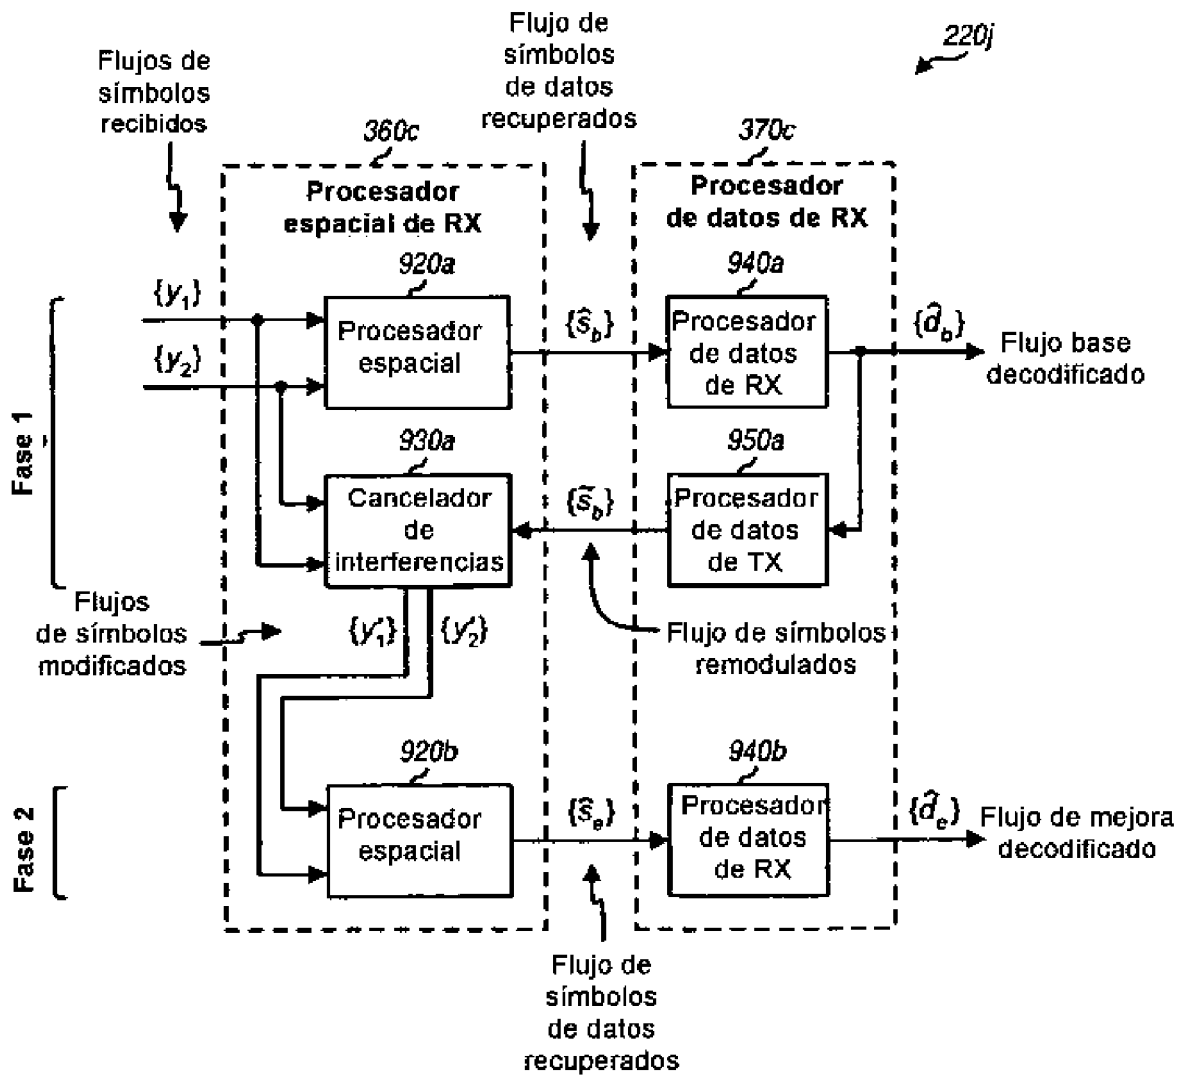 220j
Flujos de
símbolos
recibidos
Flujo de
símbolos
de datos
recuperados
360c
370c
Procesador
espacial de RX
Procesador
de datos de RX
920a
940a
{y1}
{y2}
Procesador
espacial
{ŝb}
Procesador
de datos
de RX
{d̂b}
Flujo base
decodificado
Fase 1
930a
950a
Cancelador
de
interferencias
{s̃b}
Procesador
de datos
de TX
Flujos
de símbolos
modificados
{y'1}
{y'2}
Flujo de símbolos
remodulados
920b
940b
Fase 2
Procesador
espacial
{ŝe}
Procesador
de datos
de RX
{d̂e}
Flujo de mejora
decodificado
Flujo de
símbolos
de datos
recuperados